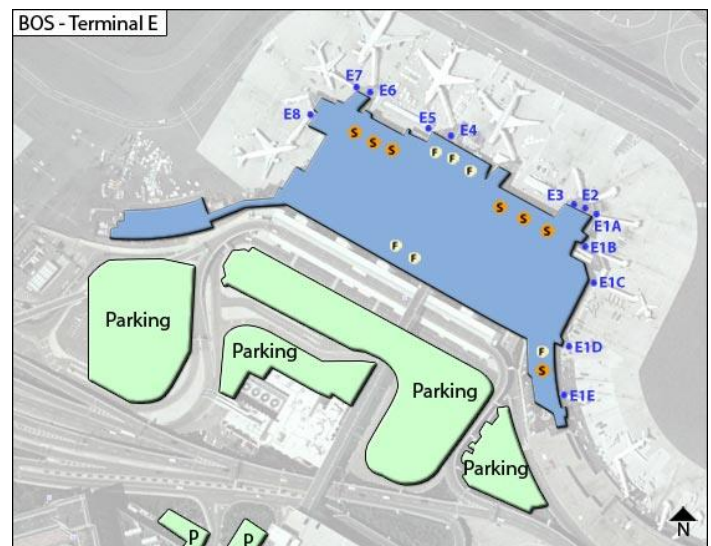 BOS - Terminal E
E7
E6
E8
E5
E4
S
S
S
F
F
F
E3
E2
E1A
S
S
S
E1B
F
F
E1C
Parking
Parking
Parking
F
E1D
S
E1E
Parking
P
P
N